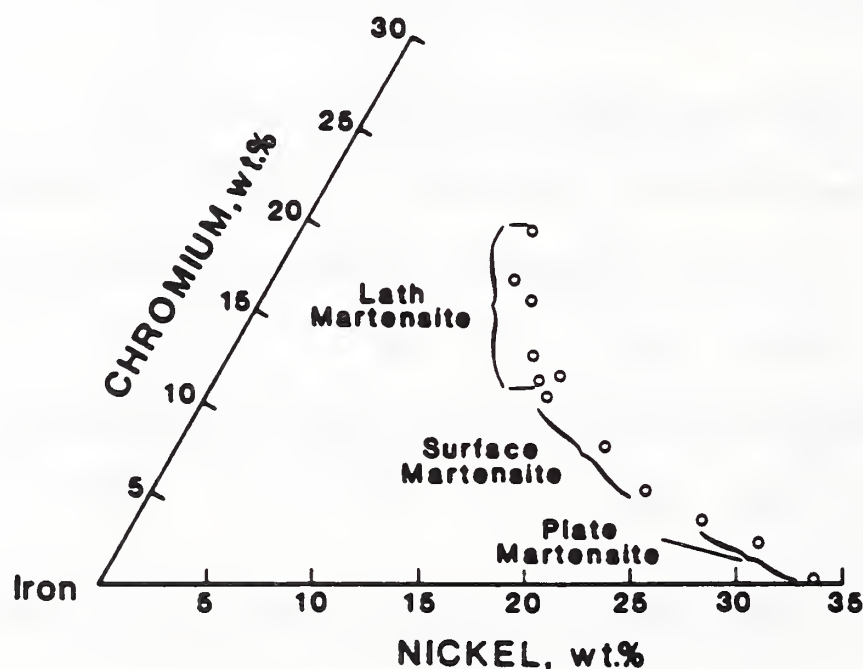 30
25
20
15
10
5
CHROMIUM, wt.%
Lath
Martensite
Surface
Martensite
Plate
Martensite
Iron
5 10 15 20 25 30 35
NICKEL, wt.%